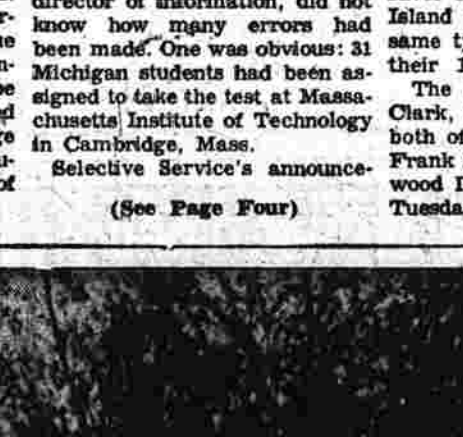 director of information, did not
know how many errors had
been made. One was obvious: 31
Michigan students had been as-
signed to take the test at Massa-
chusetts Institute of Technology
in Cambridge, Mass.
Selective Service's announce-
(See Page Four)
Island
same t
their 1
The
Clark,
both of
Frank
wood I
Tuesda